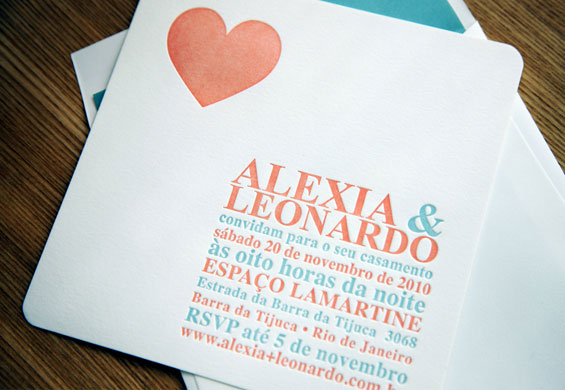 ALEXIA &
LEONARDO
convidam para o seu casamento
sábado 20 de novembro de 2010
às oito horas da noite
ESPAÇO LAMARTINE
Estrada da Barra da Tijuca 3068
Barra da Tijuca • Rio de Janeiro
RSVP até 5 de novembro
www.alexia+leonardo.com.b